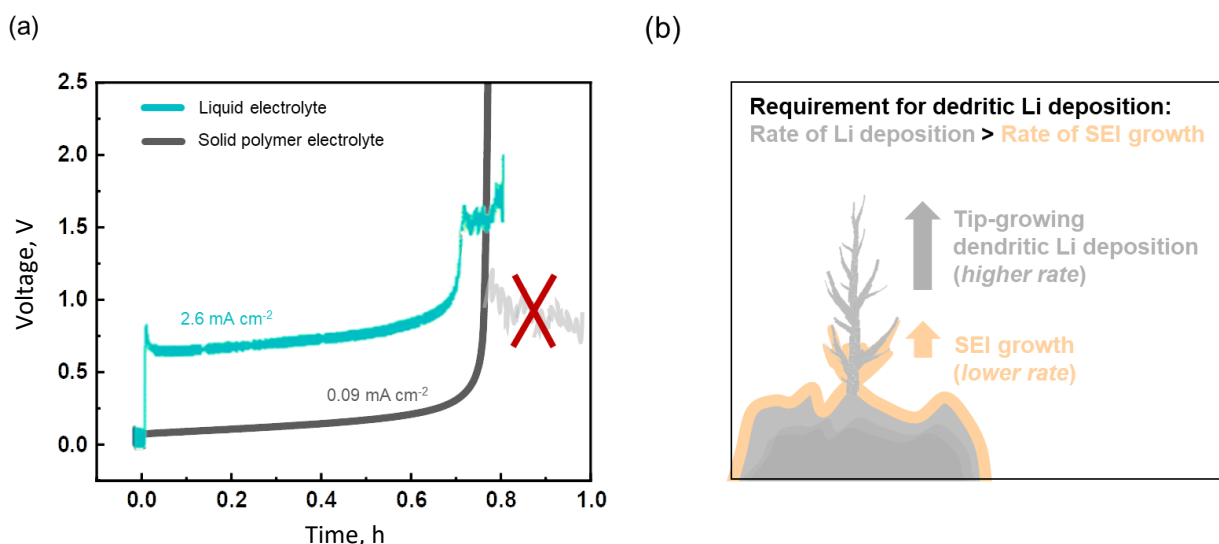 (a)
2.5
2.0
1.5
1.0
0.5
0.0
Voltage, V
Liquid electrolyte
Solid polymer electrolyte
2.6 mA cm⁻²
0.09 mA cm⁻²
0.0 0.2 0.4 0.6 0.8 1.0
Time, h
(b)
Requirement for dedritic Li deposition:
Rate of Li deposition > Rate of SEI growth
Tip-growing
dendritic Li deposition
(higher rate)
SEI growth
(lower rate)